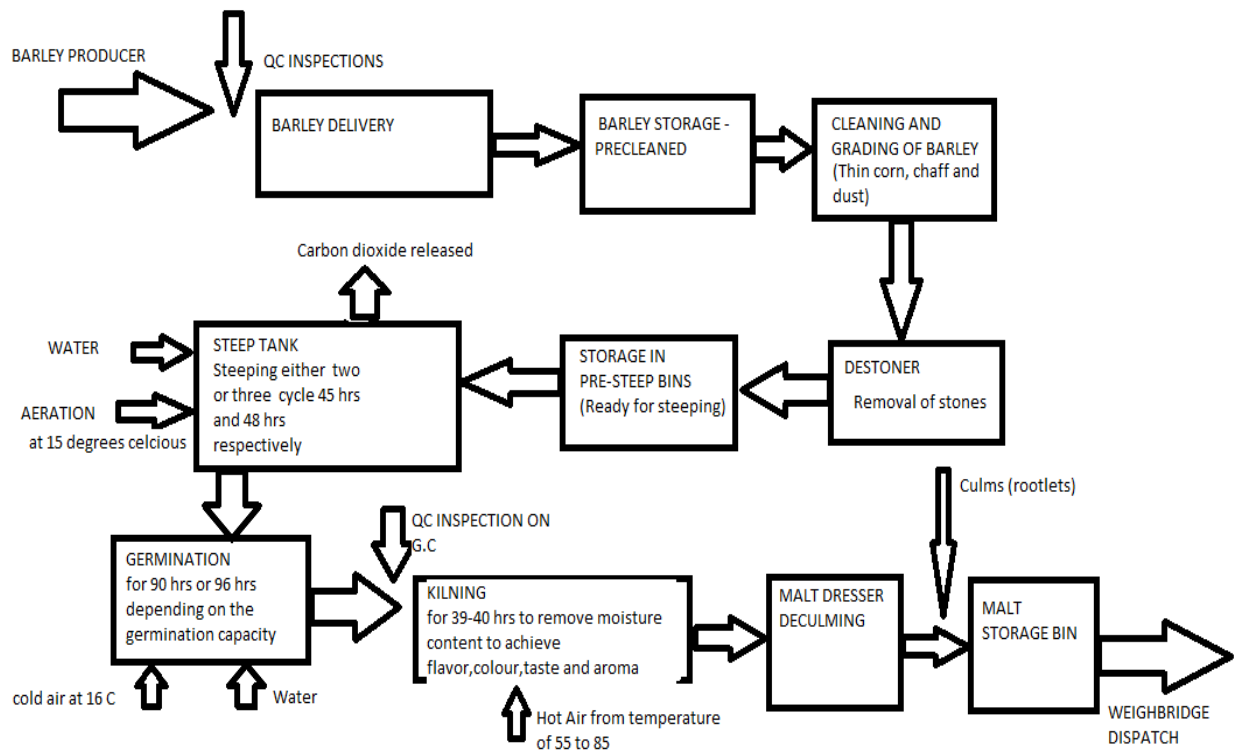 BARLEY PRODUCER
QC INSPECTIONS
BARLEY DELIVERY
BARLEY STORAGE -
PRECLEANED
CLEANING AND
GRADING OF BARLEY
(Thin corn, chaff and
dust)
Carbon dioxide released
WATER
AERATION
at 15 degrees celcious
STEEP TANK
Steeping either two
or three cycle 45 hrs
and 48 hrs
respectively
STORAGE IN
PRE-STEEP BINS
(Ready for steeping)
DESTONER
Removal of stones
Culms (rootlets)
QC INSPECTION ON
G.C
GERMINATION
for 90 hrs or 96 hrs
depending on the
germination capacity
KILNING
for 39-40 hrs to remove moisture
content to achieve
flavor,colour,taste and aroma
MALT DRESSER
DECULMING
MALT
STORAGE BIN
cold air at 16 C
Water
Hot Air from temperature
of 55 to 85
WEIGHBRIDGE
DISPATCH